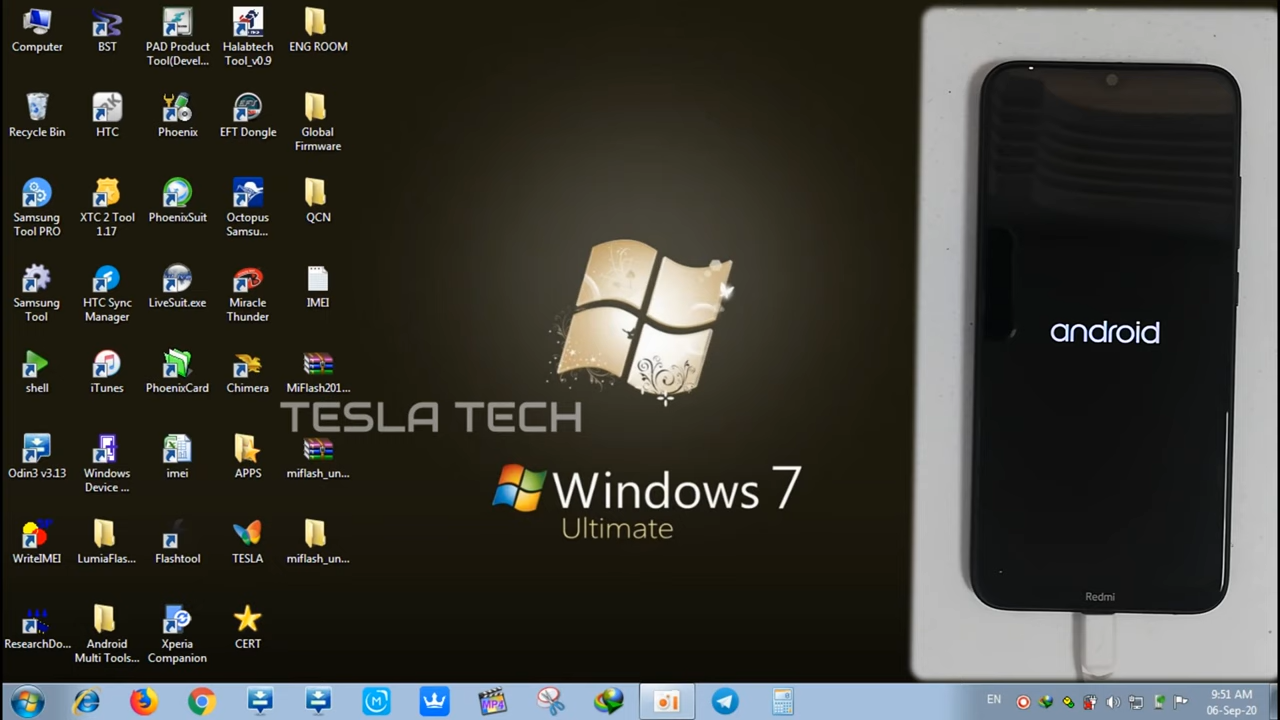 Computer
BST
PAD Product
Tool(Devel...
Halabtech
Tool_v0.9
ENG ROOM
Recycle Bin
HTC
Phoenix
EFT Dongle
Global
Firmware
Samsung
Tool PRO
XTC 2 Tool
1.17
PhoenixSuit
Octopus
Samsu...
QCN
Samsung
Tool
HTC Sync
Manager
LiveSuit.exe
Miracle
Thunder
IMEI
shell
iTunes
PhoenixCard
Chimera
MiFlash201...
TESLA TECH
Odin3 v3.13
Windows
Device ...
imei
APPS
miflash_un...
Windows 7
Ultimate
WriteIMEI
LumiaFlas...
Flashtool
TESLA
miflash_un...
ResearchDo...
Android
Multi Tools...
Xperia
Companion
CERT
android
Redmi
EN
9:51 AM
06-Sep-20